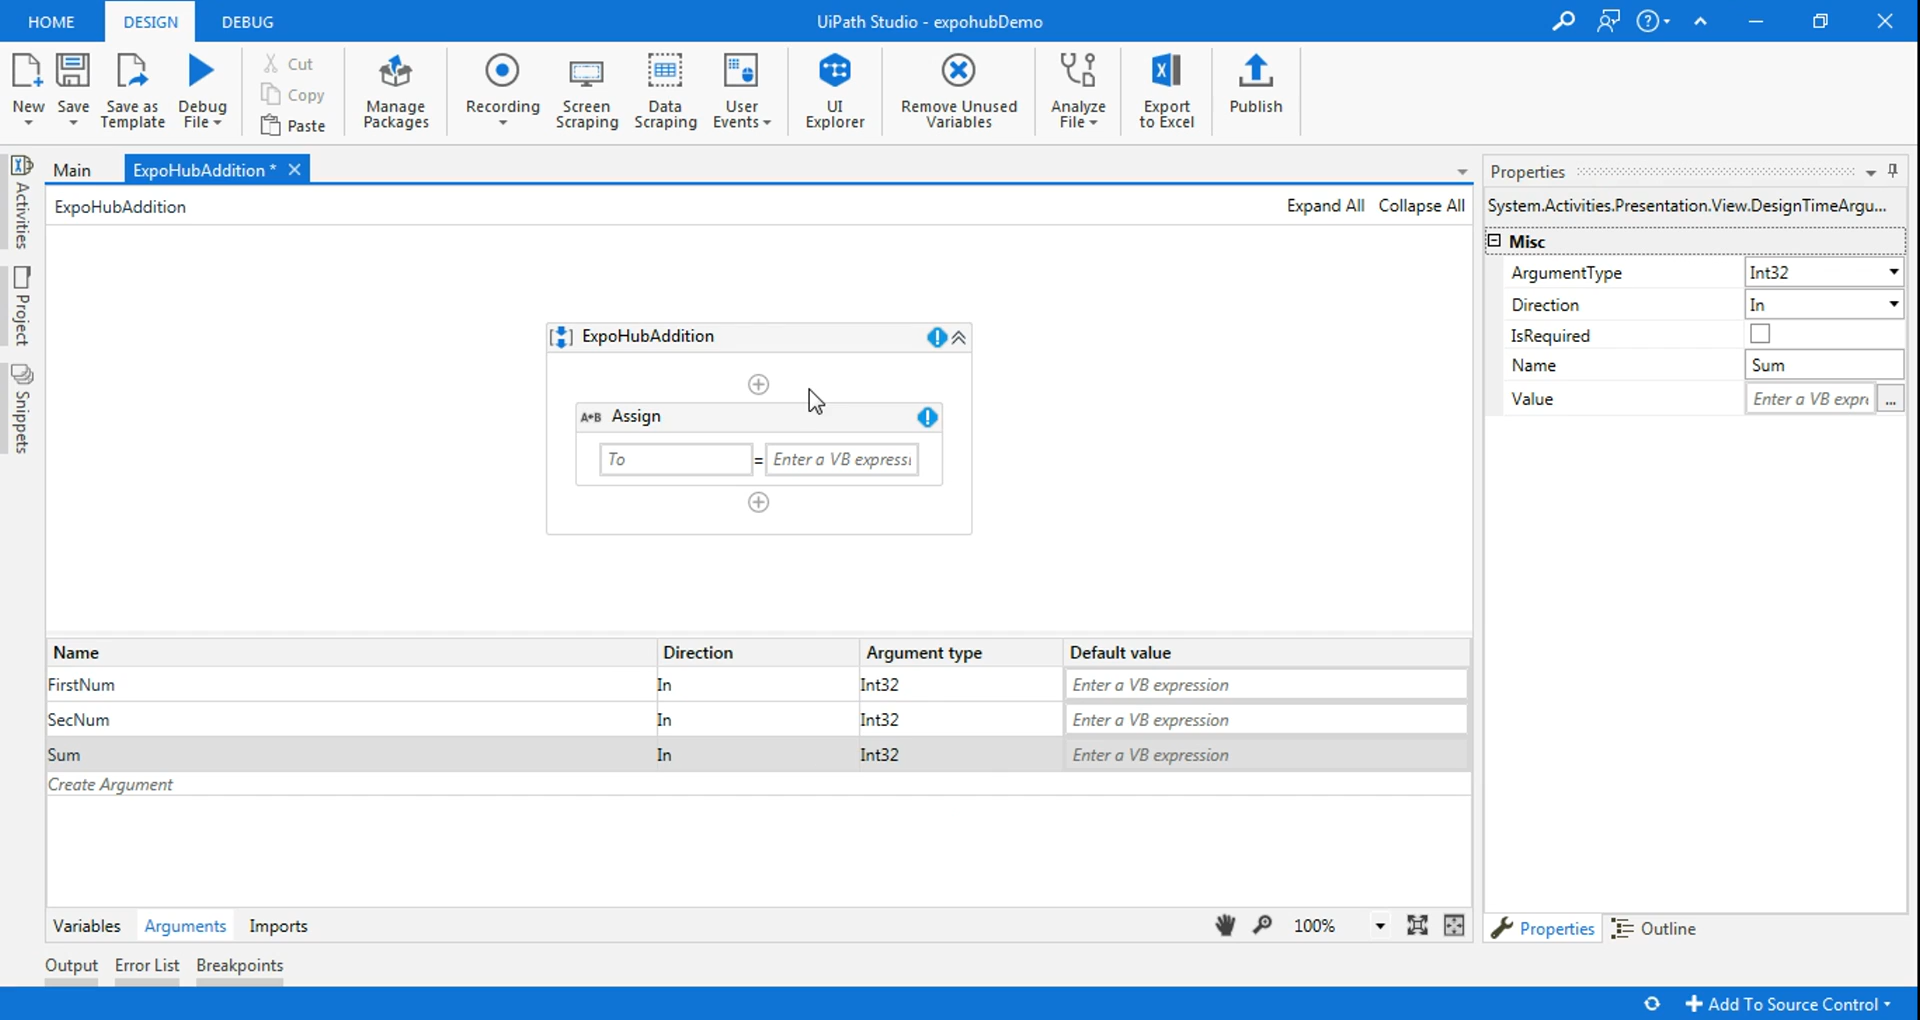 HOME DESIGN DEBUG UiPath Studio - expohubDemo
New Save Save as Template Debug File Cut Copy Paste Manage Packages Recording Screen Scraping Data Scraping User Events UI Explorer Remove Unused Variables Analyze File Export to Excel Publish
Main ExpoHubAddition * Properties
Activities
Project
Snippets
ExpoHubAddition Expand All Collapse All
System.Activities.Presentation.View.DesignTimeArgu...
Misc
ArgumentType Int32
Direction In
IsRequired
Name Sum
Value Enter a VB expre ...
ExpoHubAddition
A•B Assign
To = Enter a VB expressi
Name Direction Argument type Default value
FirstNum In Int32 Enter a VB expression
SecNum In Int32 Enter a VB expression
Sum In Int32 Enter a VB expression
Create Argument
Variables Arguments Imports 100% Properties Outline
Output Error List Breakpoints
Add To Source Control